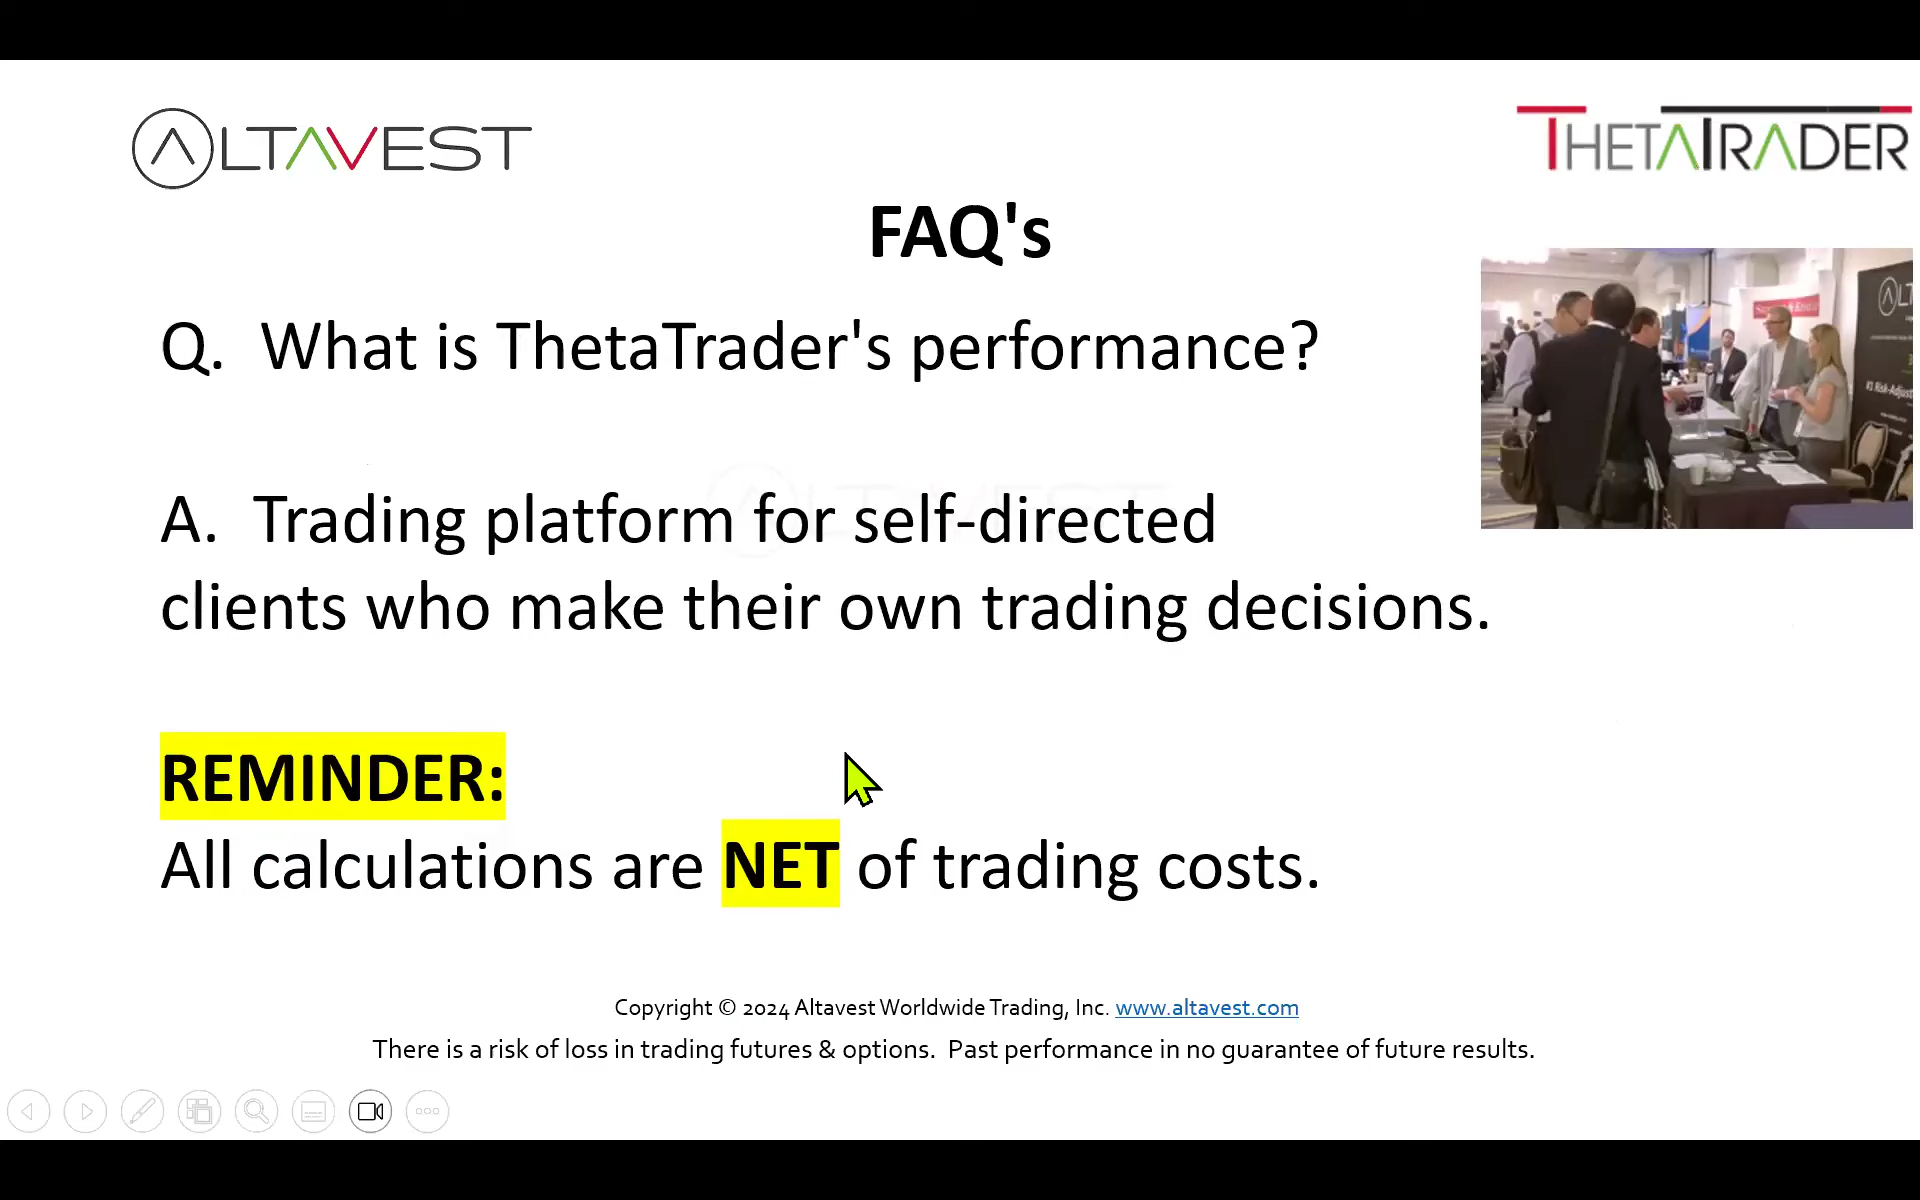 ALTAVEST
THETATRADER
FAQ's
Q. What is ThetaTrader's performance?
A. Trading platform for self-directed
clients who make their own trading decisions.
REMINDER:
All calculations are NET of trading costs.
Copyright © 2024 Altavest Worldwide Trading, Inc. www.altavest.com
There is a risk of loss in trading futures & options. Past performance in no guarantee of future results.